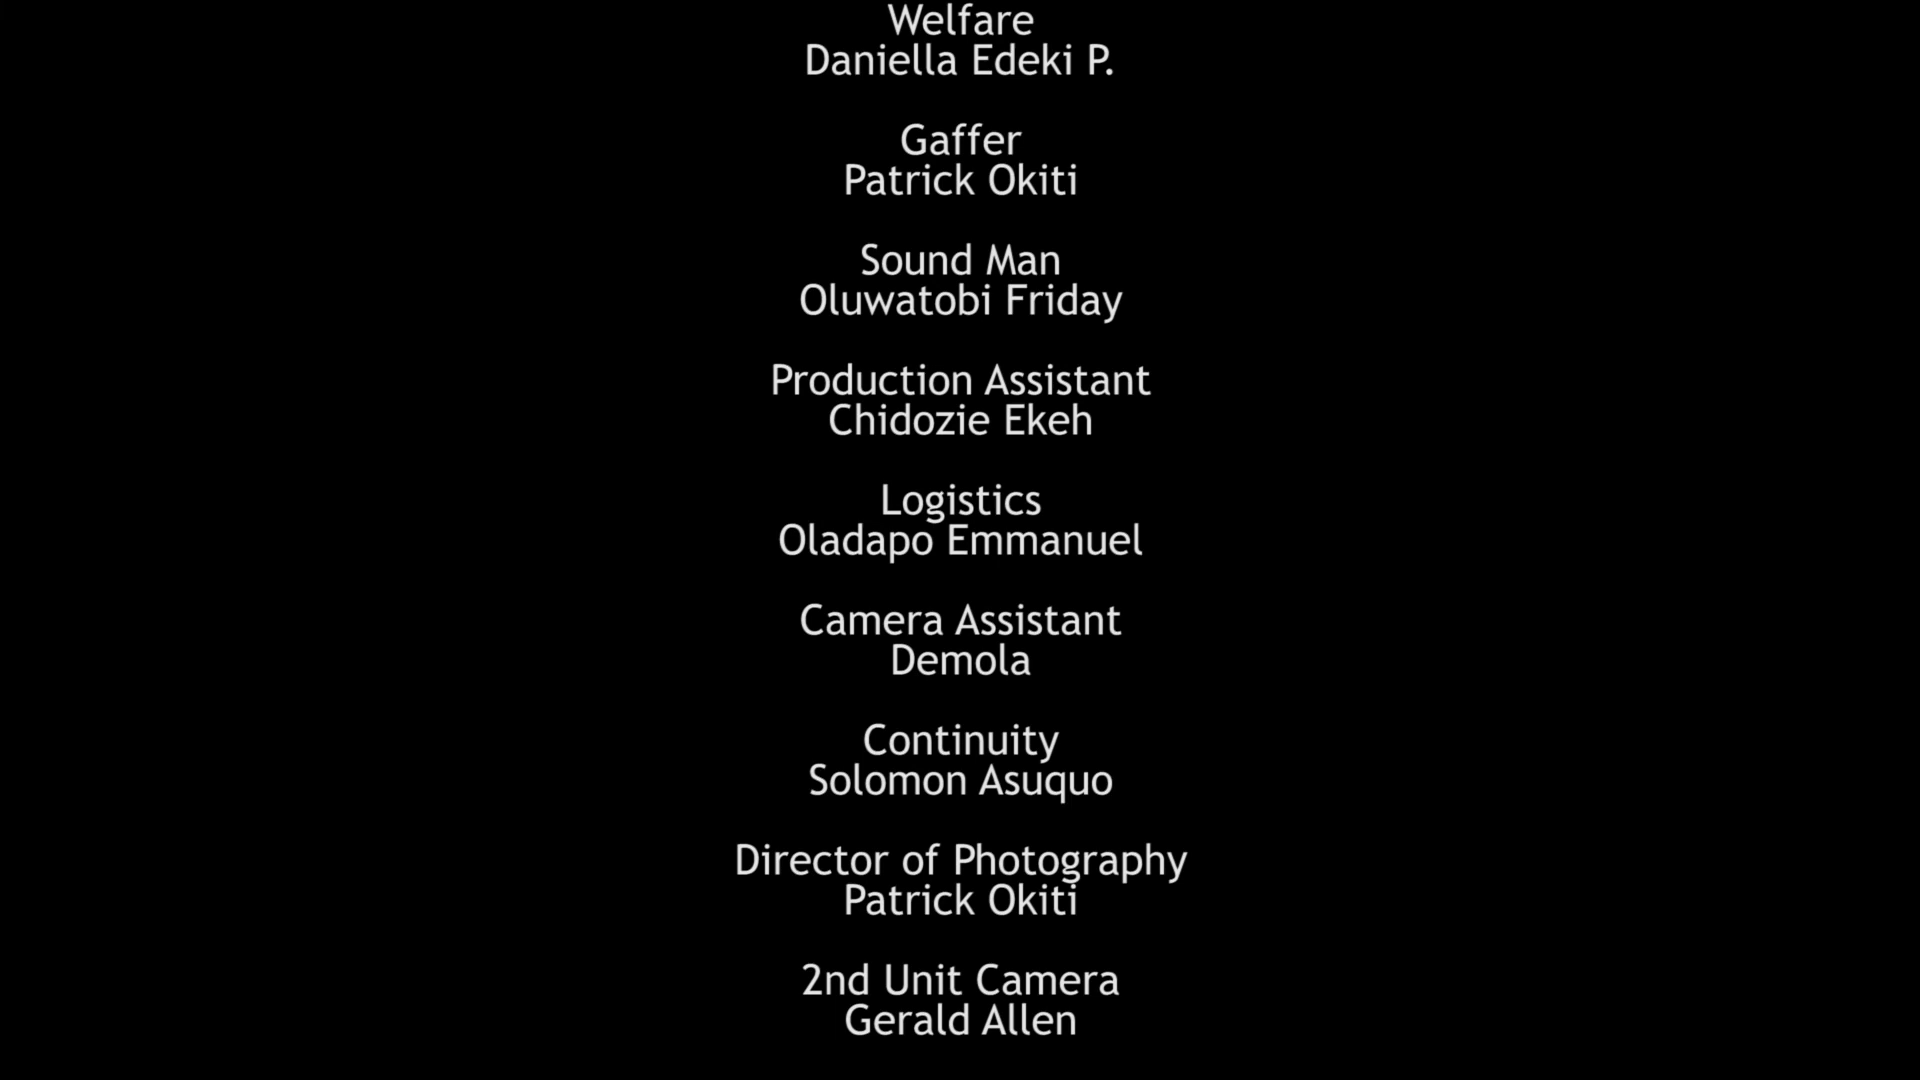 Welfare
Daniella Edeki P.
Gaffer
Patrick Okiti
Sound Man
Oluwatobi Friday
Production Assistant
Chidozie Ekeh
Logistics
Oladapo Emmanuel
Camera Assistant
Demola
Continuity
Solomon Asuquo
Director of Photography
Patrick Okiti
2nd Unit Camera
Gerald Allen